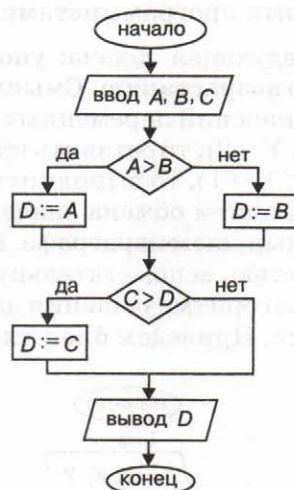 начало
ввод A, B, C
да A>B нет
D := A D := B
C > D
да нет
D := C
вывод D
конец